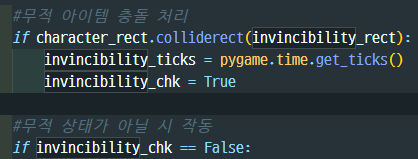 #무적 아이템 충돌 처리
if character_rect.colliderect(invincibility_rect):
    invincibility_ticks = pygame.time.get_ticks()
    invincibility_chk = True
#무적 상태가 아닐 시 작동
if invincibility_chk == False: